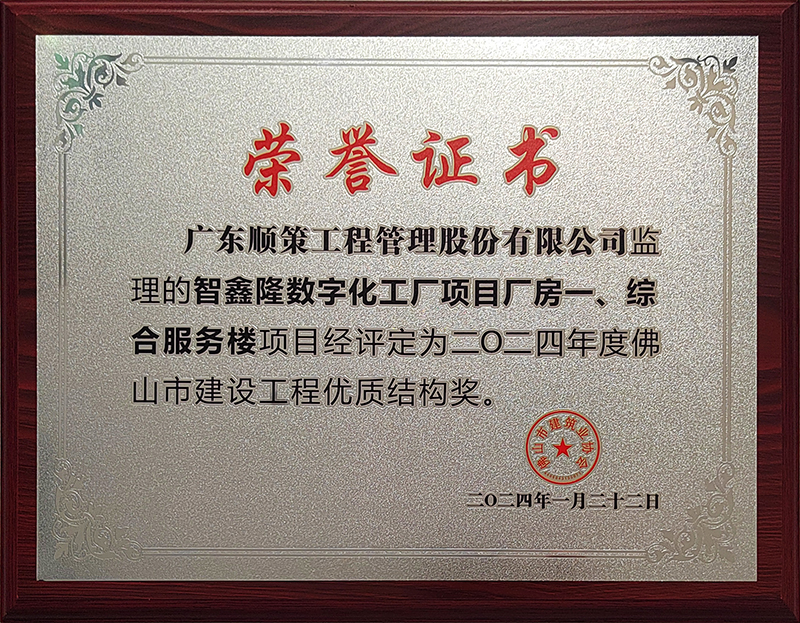 荣誉证书
广东顺策工程管理股份有限公司监
理的智鑫隆数字化工厂项目厂房一、综
合服务楼项目经评定为二〇二四年度佛
山市建设工程优质结构奖。
佛山市建筑业协会
二〇二四年一月二十二日